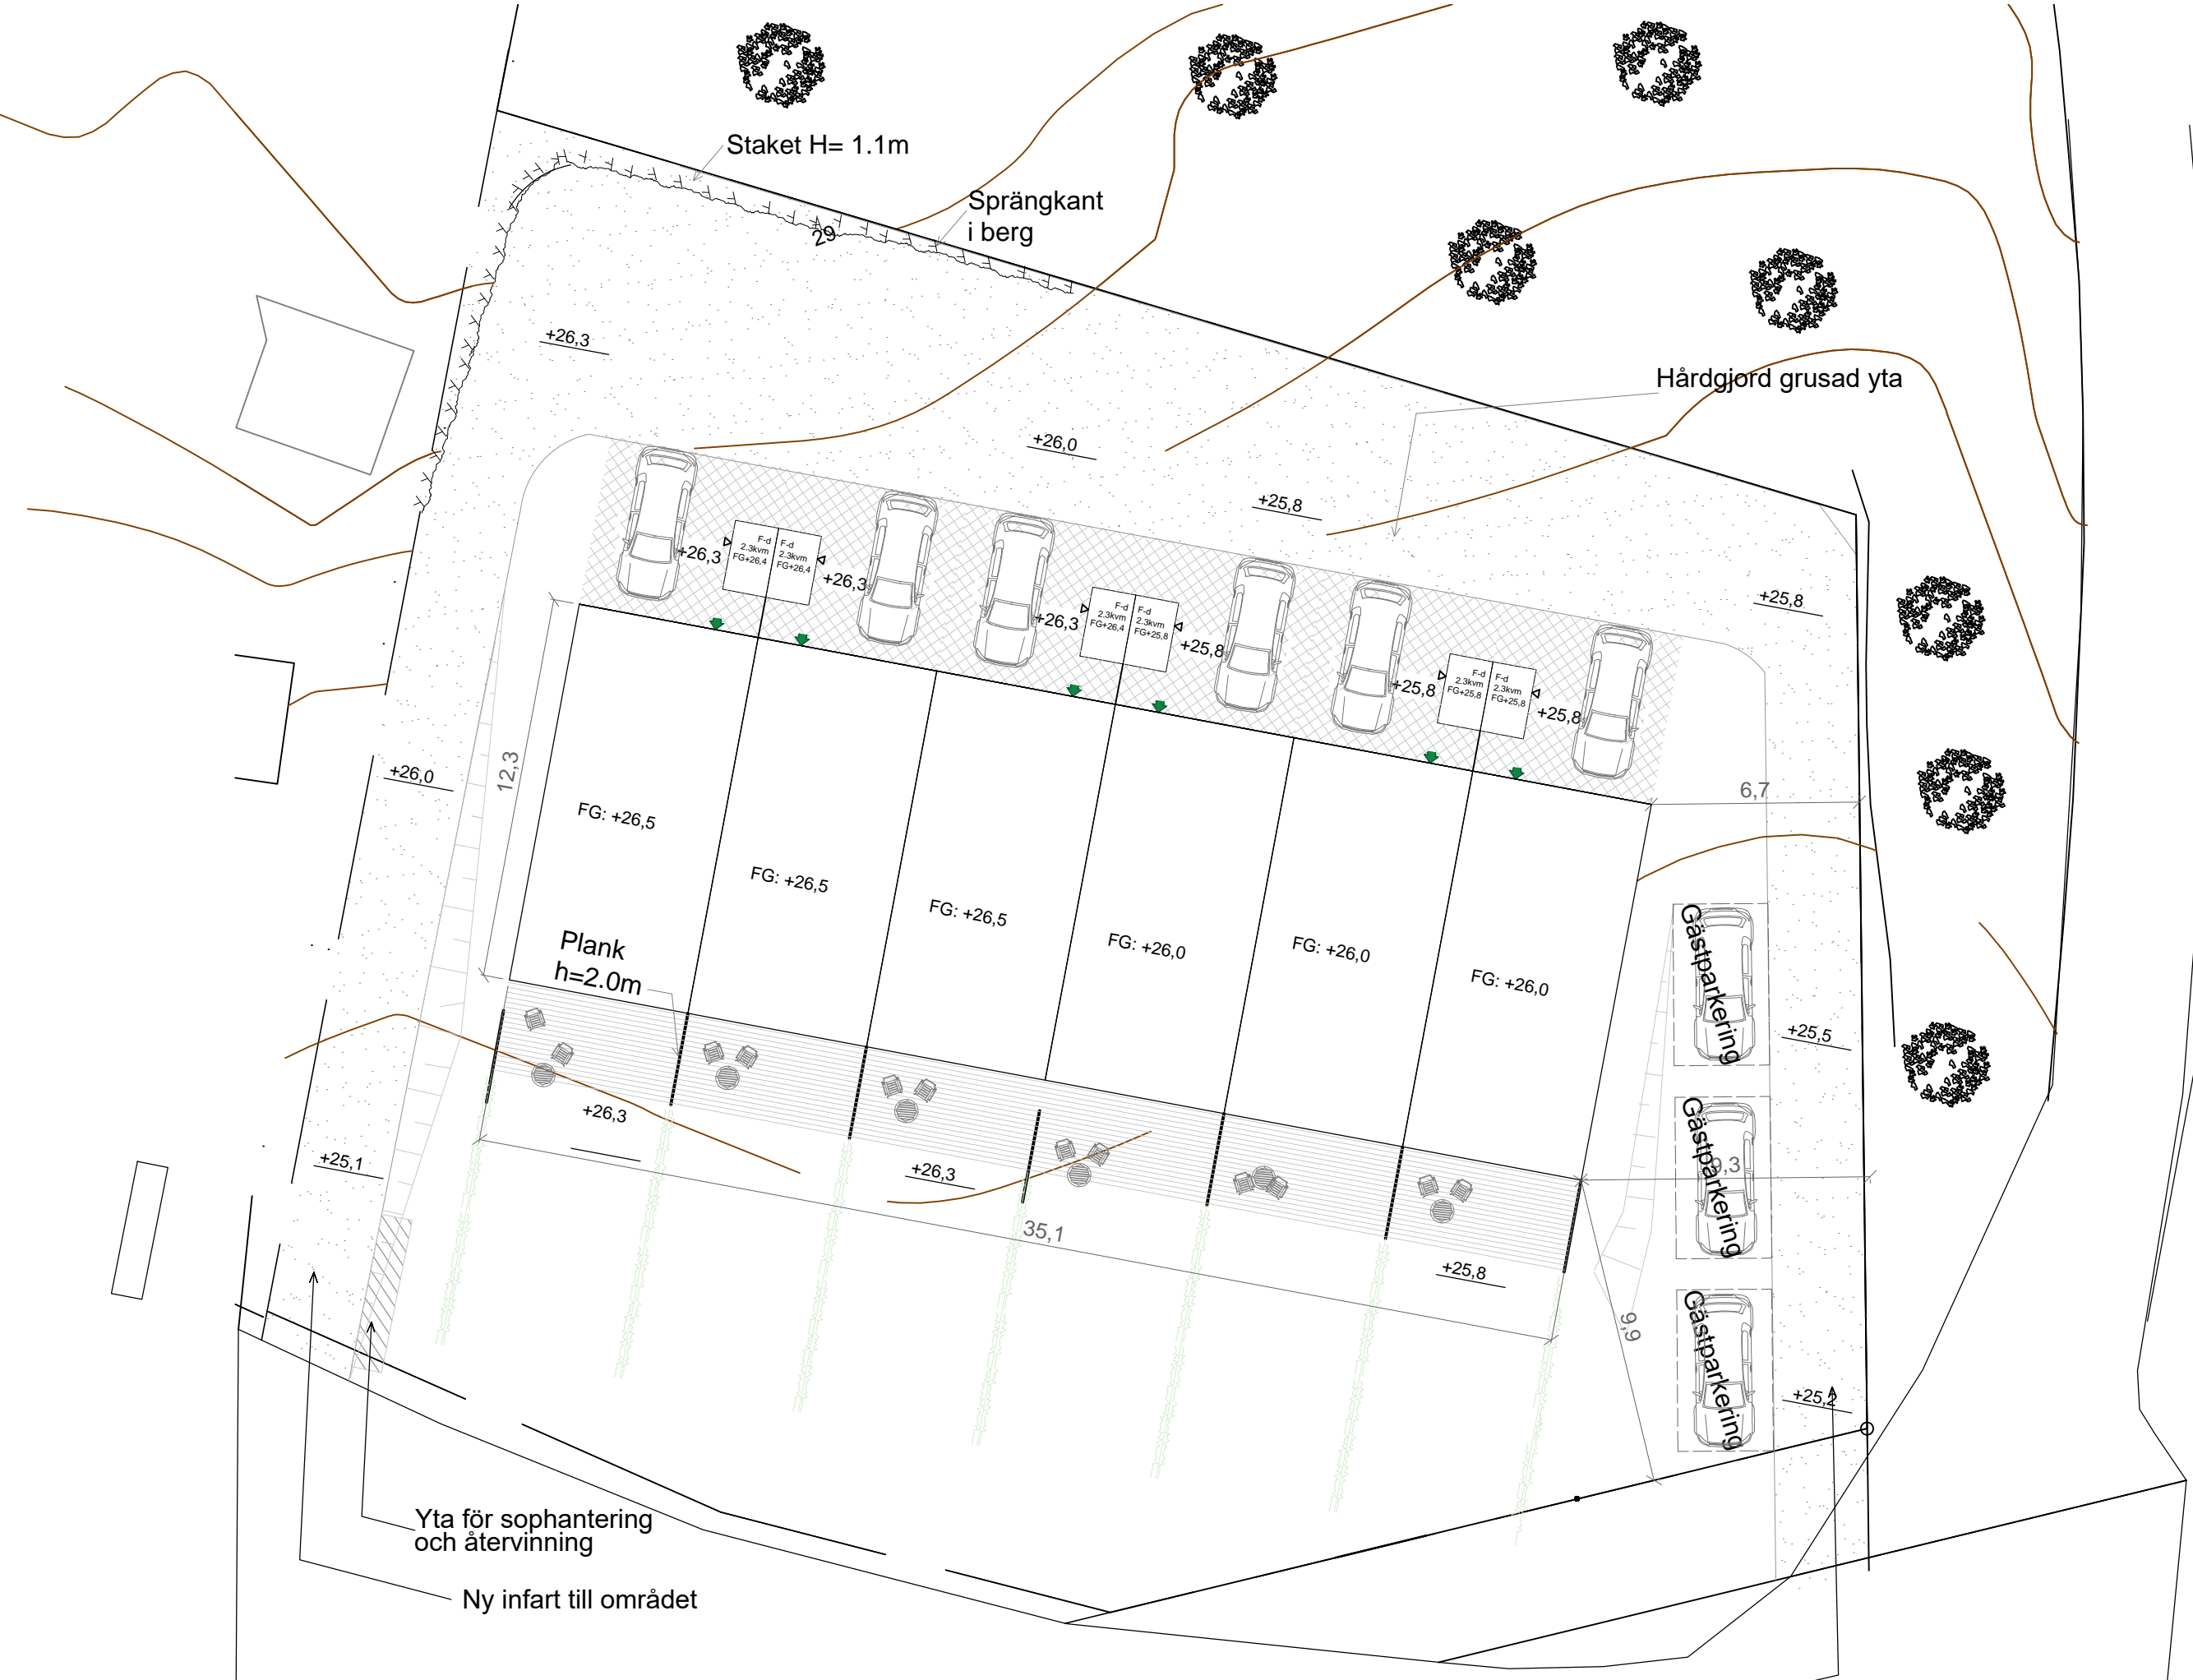 Staket H= 1.1m
Sprängkant
i berg
29
+26,3
Hårdgjord grusad yta
+26,0
+25,8
+25,8
+26,3
F-d
2.3kvm
FG+26,4
F-d
2.3kvm
FG+26,4
+26,3
+26,3
F-d
2.3kvm
FG+26,4
F-d
2.3kvm
FG+25,8
+25,8
+25,8
F-d
2.3kvm
FG+25,8
F-d
2.3kvm
FG+25,8
+25,8
12,3
+26,0
6,7
FG: +26,5
FG: +26,5
FG: +26,5
FG: +26,0
FG: +26,0
FG: +26,0
Plank
h=2.0m
Gästparkering
+25,5
+26,3
+25,1
+26,3
Gästparkering
9,3
35,1
+25,8
9,9
Gästparkering
+25,2
Yta för sophantering
och återvinning
Ny infart till området